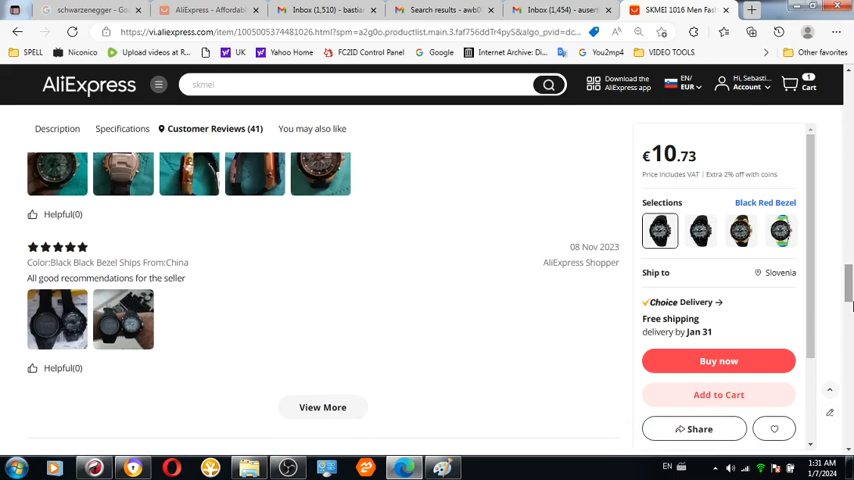 schwarzenegger - Goo
AliExpress - Affordabl
Inbox (1,510) - bastian
Search results - awb0
Inbox (1,454) - ausert
SKMEI 1016 Men Fash
https://vi.aliexpress.com/item/1005005374481026.html?spm=a2g0o.productlist.main.3.faf756ddTr4pyS&algo_pvid=dc...
SPELL
Niconico
Upload videos at R...
UK
Yahoo Home
FC2ID Control Panel
Google
Internet Archive: Di...
You2mp4
VIDEO TOOLS
Other favorites
AliExpress
skmei
Download the
AliExpress app
EN/
EUR
Hi, Sebasti...
Account
1
Cart
Description
Specifications
Customer Reviews (41)
You may also like
Helpful(0)
08 Nov 2023
Color:Black Black Bezel Ships From:China
AliExpress Shopper
All good recommendations for the seller
Helpful(0)
View More
€10.73
Price includes VAT | Extra 2% off with coins
Selections
Black Red Bezel
Ship to
Slovenia
Choice Delivery →
Free shipping
delivery by Jan 31
Buy now
Add to Cart
Share
EN
1:31 AM
1/7/2024